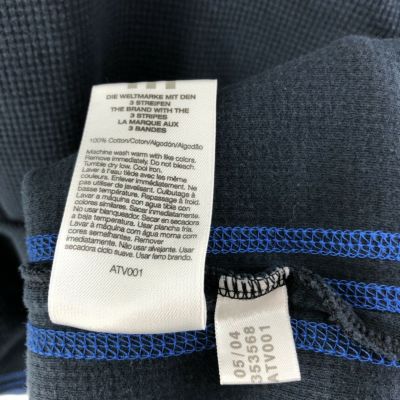 DIE WELTMARKE MIT DEN
3 STREIFEN
THE BRAND WITH THE
3 STRIPES
LA MARQUE AUX
3 BANDES
100% Cotton/Coton/Algodón/Algodão
Machine wash warm with like colors.
Remove immediately. Do not bleach.
Tumble dry low. Cool iron.
Laver à l'eau tiède avec les même
couleurs. Enlever immédiatement. Ne
pas utiliser de javelisant. Culbutage à
basse température. Repassage à froid.
Lavar à máquina con agua tibia con
colores similares. Sacar inmediatamente.
No usar blanqueador. Secar en secadora
a baja temperatura. Planchar
Lavar a máquina com água morna com
cores semelhantes. Remover
imediatamente. Não usar alvejante. Usar
secadora ciclo suave. Usar ferro brando.
ATV001
05/04
353568
ATV001